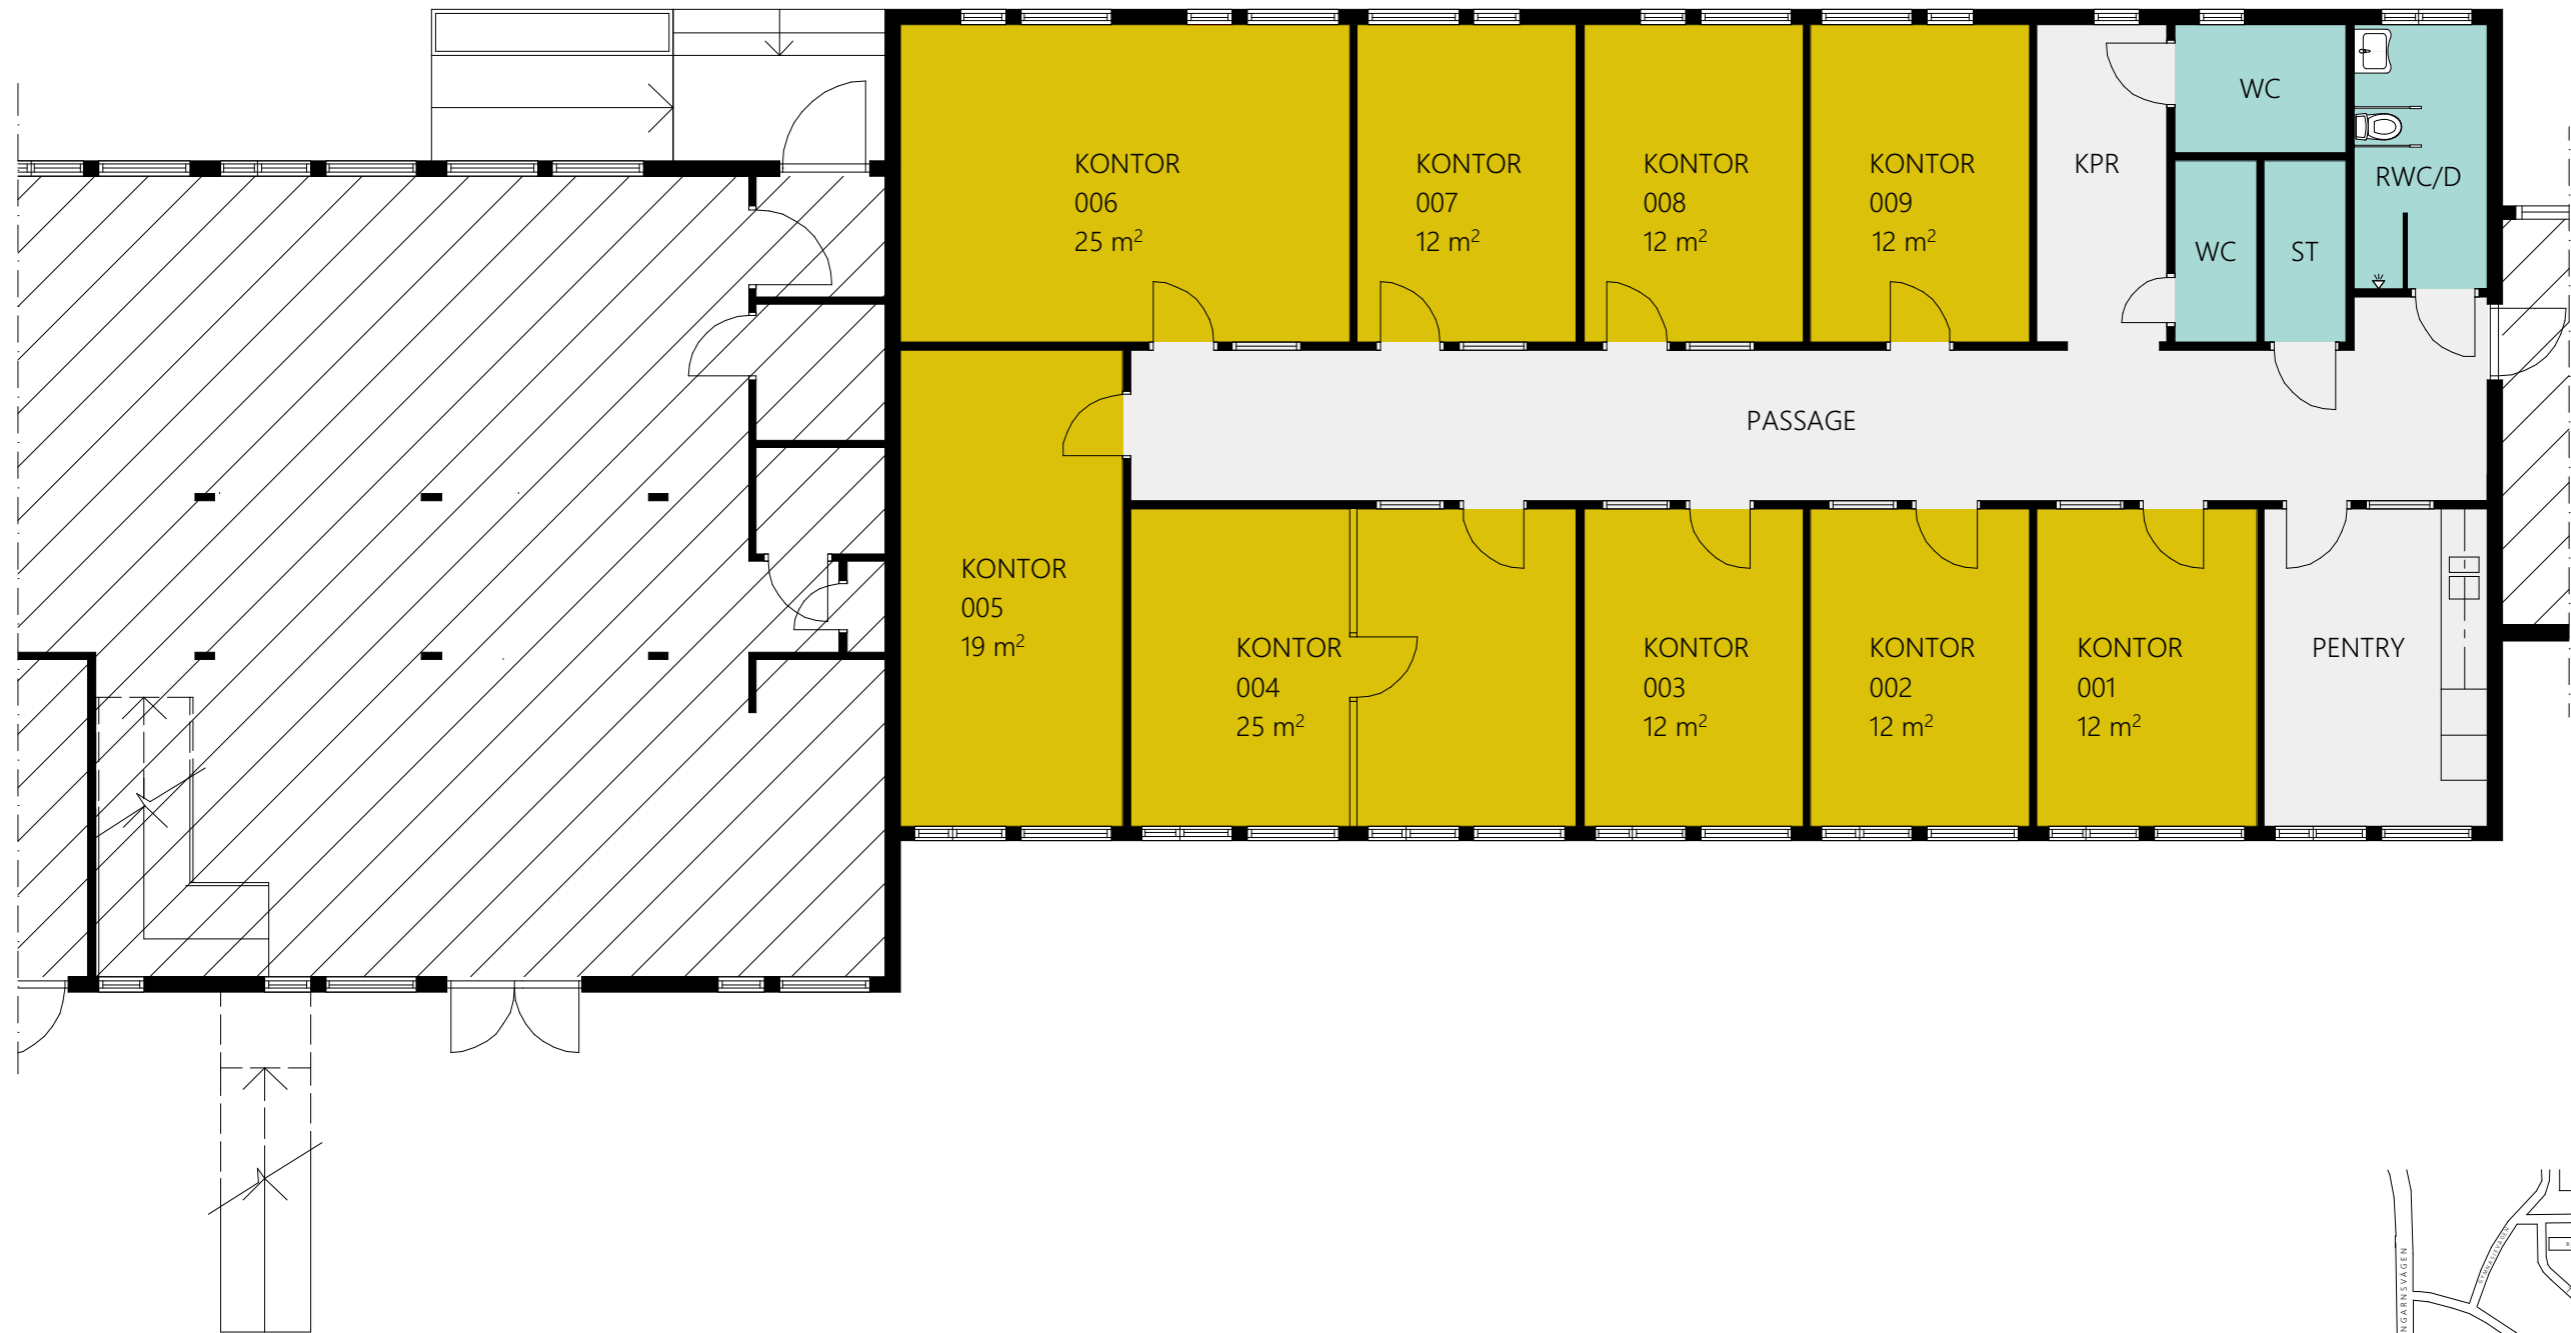 KONTOR
006
25 m²
KONTOR
007
12 m²
KONTOR
008
12 m²
KONTOR
009
12 m²
KPR
WC
WC
ST
RWC/D
PASSAGE
KONTOR
005
19 m²
KONTOR
004
25 m²
KONTOR
003
12 m²
KONTOR
002
12 m²
KONTOR
001
12 m²
PENTRY
NGARNSVÄGEN